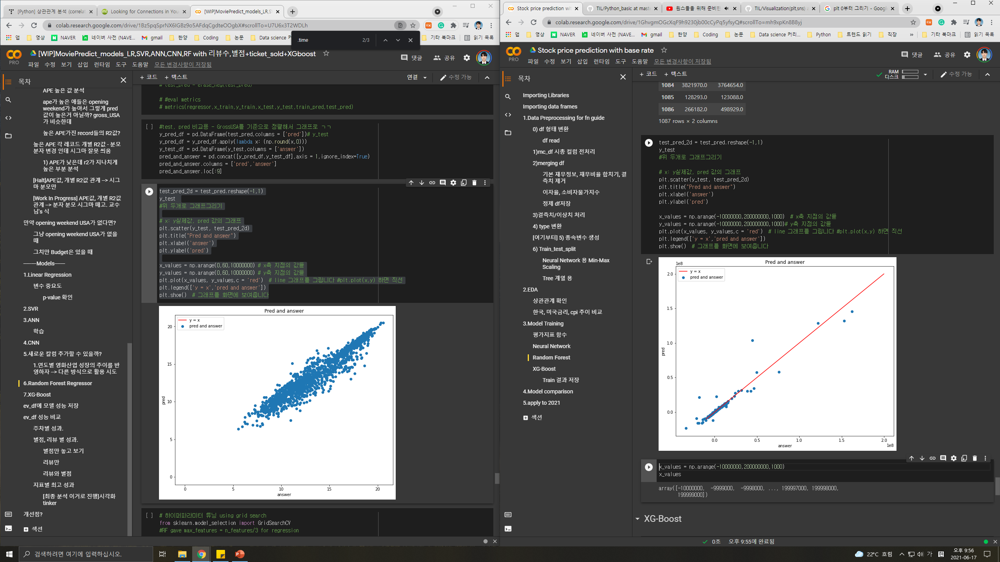 [Python] 상관관계 분석 (correlat
Looking for Connections in You
[WIP]MoviePredict_models_LR,SV
colab.research.google.com/drive/1Bz5pqSprNX6IGBz9o5AFdqCgdteOOgbX#scrollTo=U7U6x3T2WDLh
앱
영상
NAVER
네이버 사전 (NAVE...
gmail
한양
Coding
논문
Data science 커
기타 북마크
읽기 목록
.time
2/3
PRO
[WIP]MoviePredict_models_LR,SVR,ANN,CNN,RF with 리뷰수,별점+ticket_sold+XGboost
파일 수정 보기 삽입 런타임 도구 도움말 모든 변경사항이 저장됨
댓글
공유
목차
+ 코드 + 텍스트
연결
수정 가능
APE 높은 값 분석
ape가 높은 애들은 opening
weekend가 높아서 그렇게 pred
값이 높은거 아닐까? gross_USA
가 비슷한데
높은 APE가진 record들의 R2값?
높은 APE 각 레코드 개별 R2값 - 분모
분자 변경 인데 시그마 잘못 씌움
1) APE가 낮은데 r2가 지나치게
높은 부분 분석
[Halt]APE값, 개별 R2값 관계 --> 시그
마 분모만
[Work In Progress] APE값, 개별 R2값
관계 --> 분자 분모 시그마 떼고. 교수
님's 식
만약 opening weekend USA가 없다면?
그냥 opening weekend USA가 없을
때
그치만 Budget은 있을 때
-------Models------
1.Linear Regression
변수 중요도
p-value 확인
2.SVR
3.ANN
학습
4.CNN
5.새로운 칼럼 추가할 수 있을까?
1.연도별 영화산업 성장의 추이를 반
영하자 --> 다른 방식으로 활용 시도
6.Random Forest Regressor
7.XG-Boost
ev_df에 모델 성능 저장
ev_df 성능 비교
주차별 성과.
별점, 리뷰 별 성과.
별점만 놓고 보기
리뷰만
리뷰와 별점
지표별 최고 성과
[최종 분석 이거로 진행]시각화
tinker
개선점?
섹션
# test_pred = erase_neg(test_pred)
# #eval metrics
# metrics(regressor,x_train,y_train,x_test,y_test,train_pred,test_pred)
[ ] #test, pred 비교용 - GrossUSA를 기준으로 정렬해서 그래프로 ㄱㄱ
y_pred_df = pd.DataFrame(test_pred,columns = ['pred'])# y_test
y_pred_df = y_pred_df.apply(lambda x: (np.round(x,0)))
y_test_df = pd.DataFrame(y_test,columns = ['answer'])
pred_and_answer = pd.concat([y_pred_df,y_test_df],axis = 1,ignore_index=True)
pred_and_answer.columns = ['pred','answer']
pred_and_answer.loc[:9]
test_pred_2d = test_pred.reshape(-1,1)
y_test
#위 두개로 그래프그리기
# x: y실제값, pred 값의 그래프
plt.scatter(y_test, test_pred_2d)
plt.title("Pred and answer")
plt.xlabel('answer')
plt.ylabel('pred')
x_values = np.arange(0,60,10000000) # x축 지점의 값들
y_values = np.arange(0,60,10000000) # y축 지점의 값들
plt.plot(x_values, y_values,c = 'red') # line 그래프를 그립니다 #plt.plot(x,y) 하면 직선
plt.legend(['y = x','pred and answer'])
plt.show() # 그래프를 화면에 보여줍니다
Pred and answer
y = x
pred and answer
20
15
10
5
0
pred
0 5 10 15 20
answer
[ ] # 하이퍼파라미터 튜닝 using grid search
from sklearn.model_selection import GridSearchCV
#RF gave max_features = n_features/3 for regression
Stock price prediction wit
TIL/Python_basic at maste
원스들을 위해 준비한
TIL/Visualization(plt,sns) a
plt 0부터 그리기 - Google
colab.research.google.com/drive/1GhvgmOGcXqF9h9230jb00cCyPq5yfsyQ#scrollTo=mh9xpKn8B8yj
앱
영상
NAVER
네이버 사전 (NAVE...
gmail
한양
Coding
논문
Data science 커리...
Python
트렌드 읽기
직장
»
기타 북마크
읽기 목록
PRO
Stock price prediction with base rate
파일 수정 보기 삽입 런타임 도구 도움말 모든 변경사항이 저장됨
댓글
공유
목차
+ 코드 + 텍스트
RAM
디스크
수정 가능
Importing Libraries
Importing data frames
1.Data Preprocessing for fn guide
0) df 형태 변환
df read
1)mc_df 시총 컬럼 전처리
2)merging df
기본 재무정보, 재무비율 합치기, 결
측치 제거
이자율, 소비자물가지수
정제 df저장
3)결측치/이상치 처리
4) type 변환
[여기부터] 5) 종속변수 생성
6) Train_test_split
Neural Network 용 Min-Max
Scaling
Tree 계열 용
2.EDA
상관관계 확인
한국, 미국금리, cpi 추이 비교
3.Model Training
평가지표 함수
Neural Network
Random Forest
XG-Boost
Train 결과 저장
4.Model comparison
5.apply to 2021
섹션
1084 3821970.0 3764654.0
1085 128293.0 123088.0
1086 266182.0 498929.0
1087 rows × 2 columns
test_pred_2d = test_pred.reshape(-1,1)
y_test
#위 두개로 그래프그리기
# x: y실제값, pred 값의 그래프
plt.scatter(y_test, test_pred_2d)
plt.title("Pred and answer")
plt.xlabel('answer')
plt.ylabel('pred')
x_values = np.arange(-10000000,200000000,1000) # x축 지점의 값들
y_values = np.arange(-10000000,200000000,1000)# y축 지점의 값들
plt.plot(x_values, y_values,c = 'red') # line 그래프를 그립니다 #plt.plot(x,y) 하면 직선
plt.legend(['y = x','pred and answer'])
plt.show() # 그래프를 화면에 보여줍니다
1e8
Pred and answer
y = x
pred and answer
2.0
1.5
1.0
0.5
0.0
pred
0.0 0.5 1.0 1.5 2.0
answer
1e8
x_values = np.arange(-10000000,200000000,1000)
x_values
array([-10000000, -9999000, -9998000, ..., 199997000, 199998000,
199999000])
XG-Boost
0초 오후 9:55에 완료됨
검색하려면 여기에 입력하십시오.
22°C 흐림
가
오후 9:56
2021-06-17